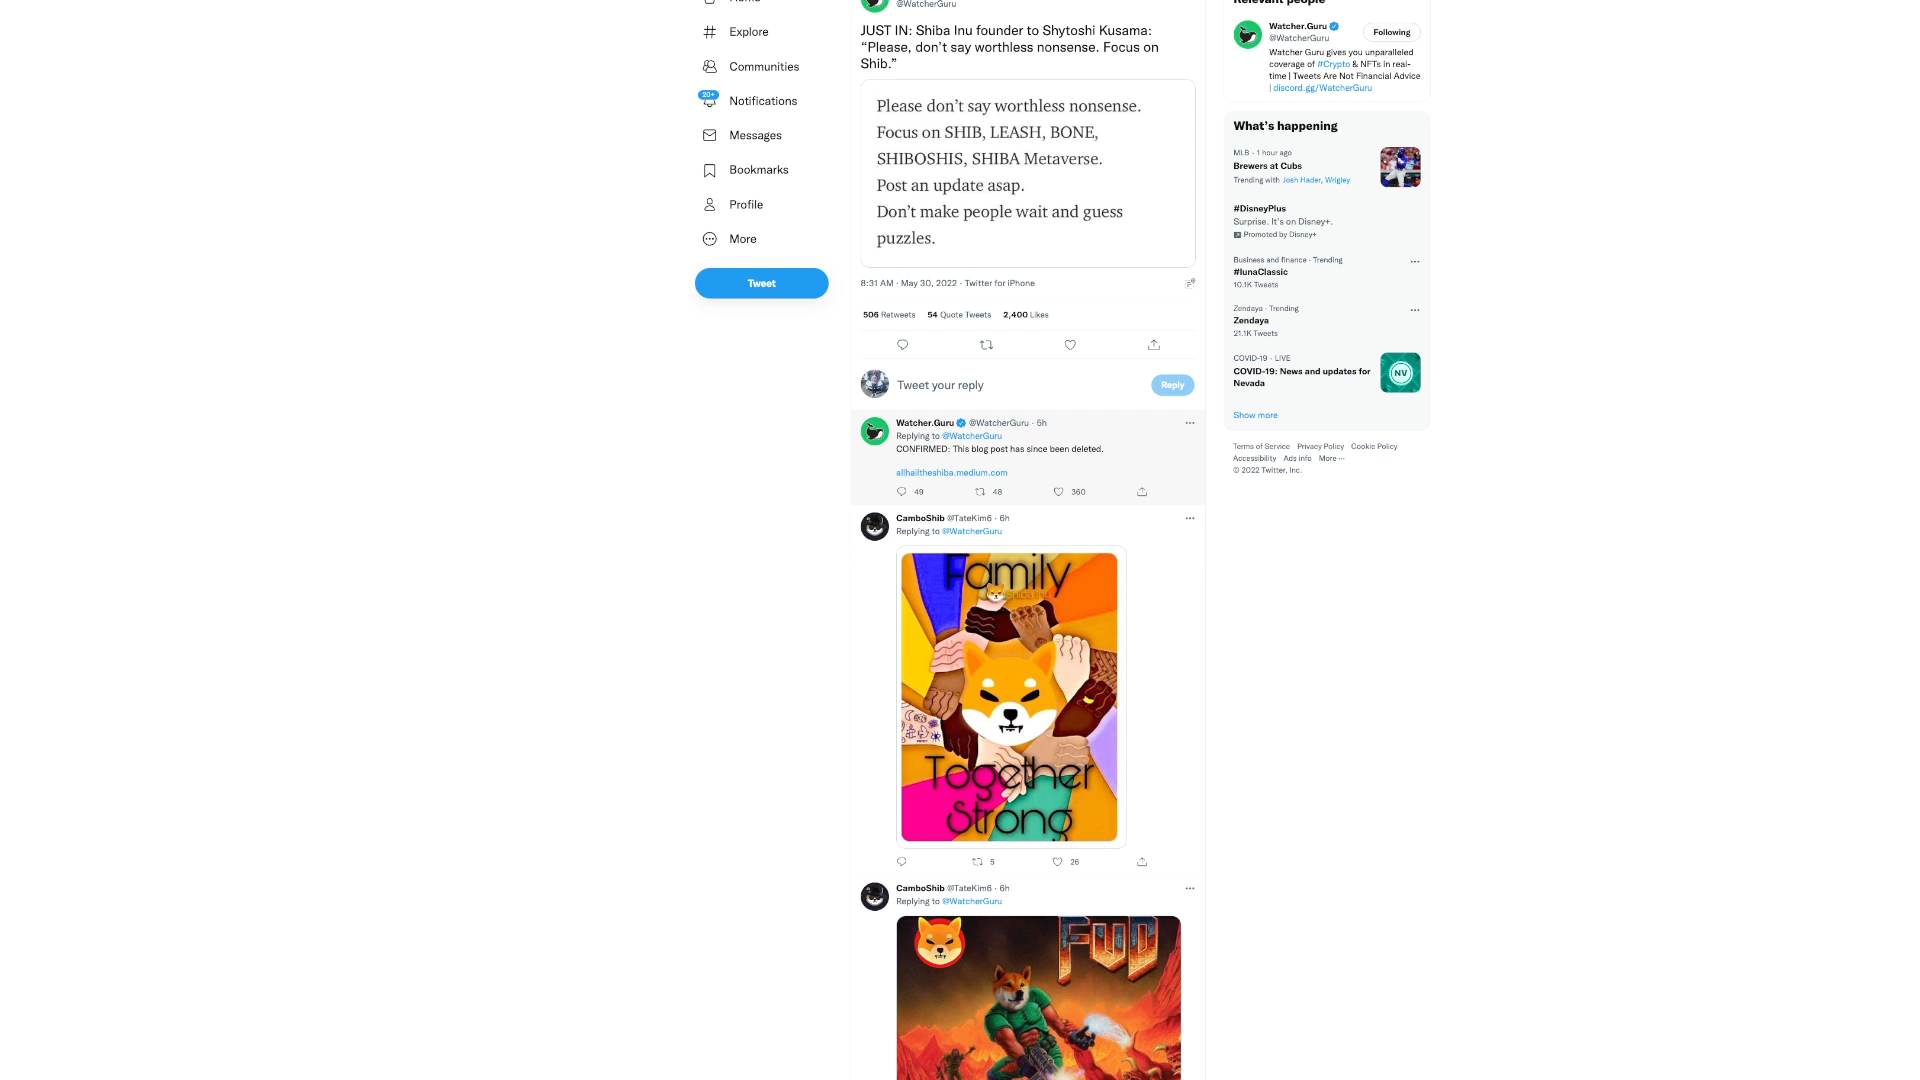 Home
Explore
Communities
20+
Notifications
Messages
Bookmarks
Profile
More
Tweet
@WatcherGuru
JUST IN: Shiba Inu founder to Shytoshi Kusama:
“Please, don’t say worthless nonsense. Focus on
Shib.”
Please don’t say worthless nonsense.
Focus on SHIB, LEASH, BONE,
SHIBOSHIS, SHIBA Metaverse.
Post an update asap.
Don’t make people wait and guess
puzzles.
8:31 AM · May 30, 2022 · Twitter for iPhone
506 Retweets 54 Quote Tweets 2,400 Likes
Tweet your reply
Reply
Watcher.Guru @WatcherGuru · 5h
Replying to @WatcherGuru
CONFIRMED: This blog post has since been deleted.
allhailtheshiba.medium.com
49 48 360
CamboShib @TateKim6 · 6h
Replying to @WatcherGuru
Family
Shiba Inu
Together
Strong
5 26
CamboShib @TateKim6 · 6h
Replying to @WatcherGuru
FUD
Relevant people
Watcher.Guru
@WatcherGuru
Following
Watcher Guru gives you unparalleled
coverage of #Crypto & NFTs in real-
time | Tweets Are Not Financial Advice
| discord.gg/WatcherGuru
What’s happening
MLB · 1 hour ago
Brewers at Cubs
Trending with Josh Hader, Wrigley
#DisneyPlus
Surprise. It’s on Disney+.
Promoted by Disney+
Business and finance · Trending
#lunaClassic
10.1K Tweets
Zendaya · Trending
Zendaya
21.1K Tweets
COVID-19 · LIVE
COVID-19: News and updates for
Nevada
NV
Show more
Terms of Service Privacy Policy Cookie Policy
Accessibility Ads info More ···
© 2022 Twitter, Inc.